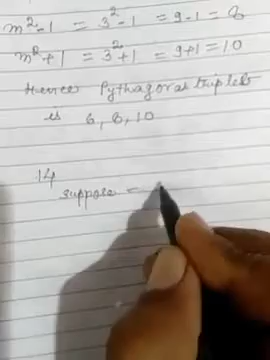 m²-1 = 3²-1 = 9-1 = 8
m²+1 = 3²+1 = 9+1 = 10
Hence Pythagoras triplets
is 6, 8, 10
14
suppose =